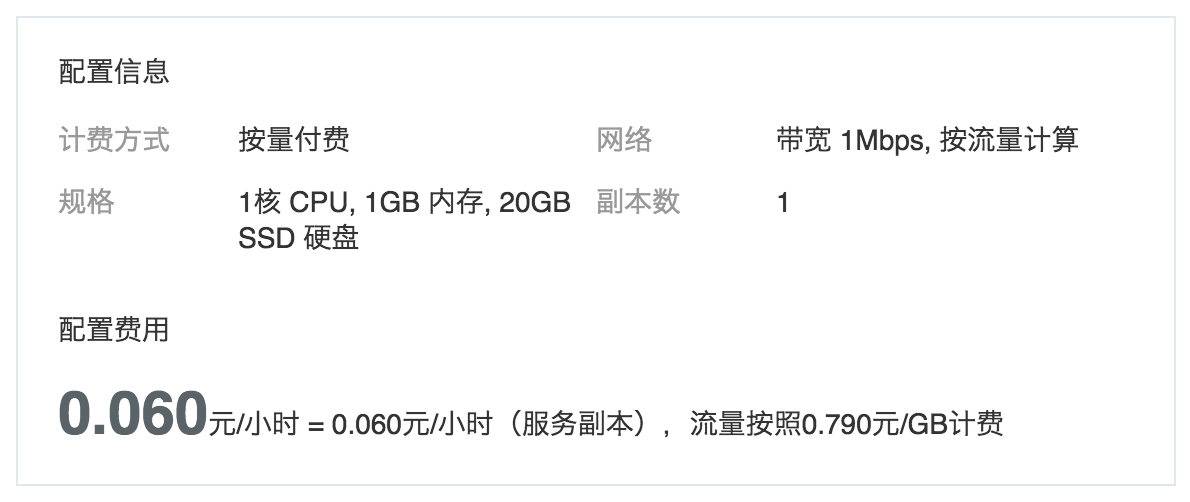 配置信息
计费方式 按量付费 网络 带宽 1Mbps, 按流量计算
规格 1核 CPU, 1GB 内存, 20GB 副本数 1
SSD 硬盘
配置费用
0.060元/小时 = 0.060元/小时（服务副本）, 流量按照0.790元/GB计费